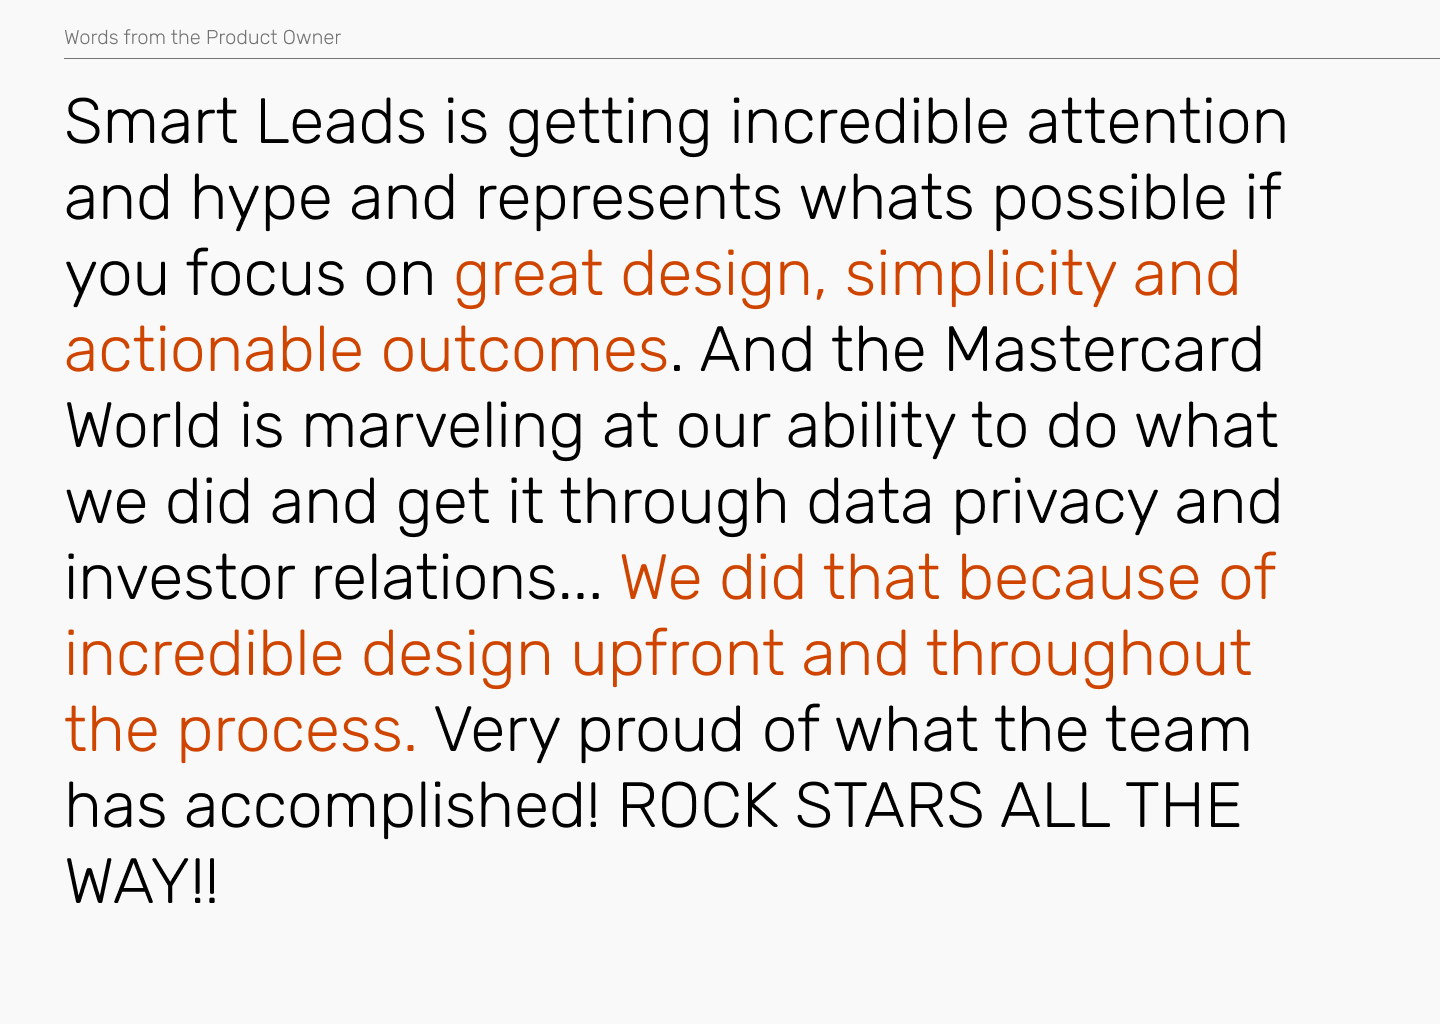 Words from the Product Owner
Smart Leads is getting incredible attention
and hype and represents whats possible if
you focus on great design, simplicity and
actionable outcomes. And the Mastercard
World is marveling at our ability to do what
we did and get it through data privacy and
investor relations... We did that because of
incredible design upfront and throughout
the process. Very proud of what the team
has accomplished! ROCK STARS ALL THE
WAY!!